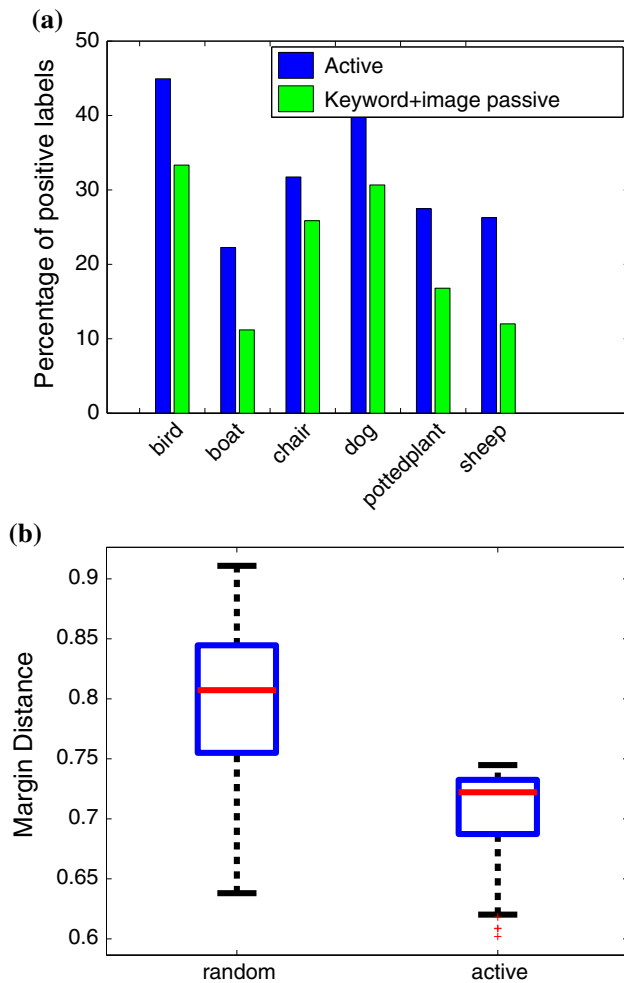 (a)
50
40
30
20
10
0
Percentage of positive labels
Active
Keyword+image passive
bird
boat
chair
dog
pottedplant
sheep
(b)
0.9
0.85
0.8
0.75
0.7
0.65
0.6
Margin Distance
random
active